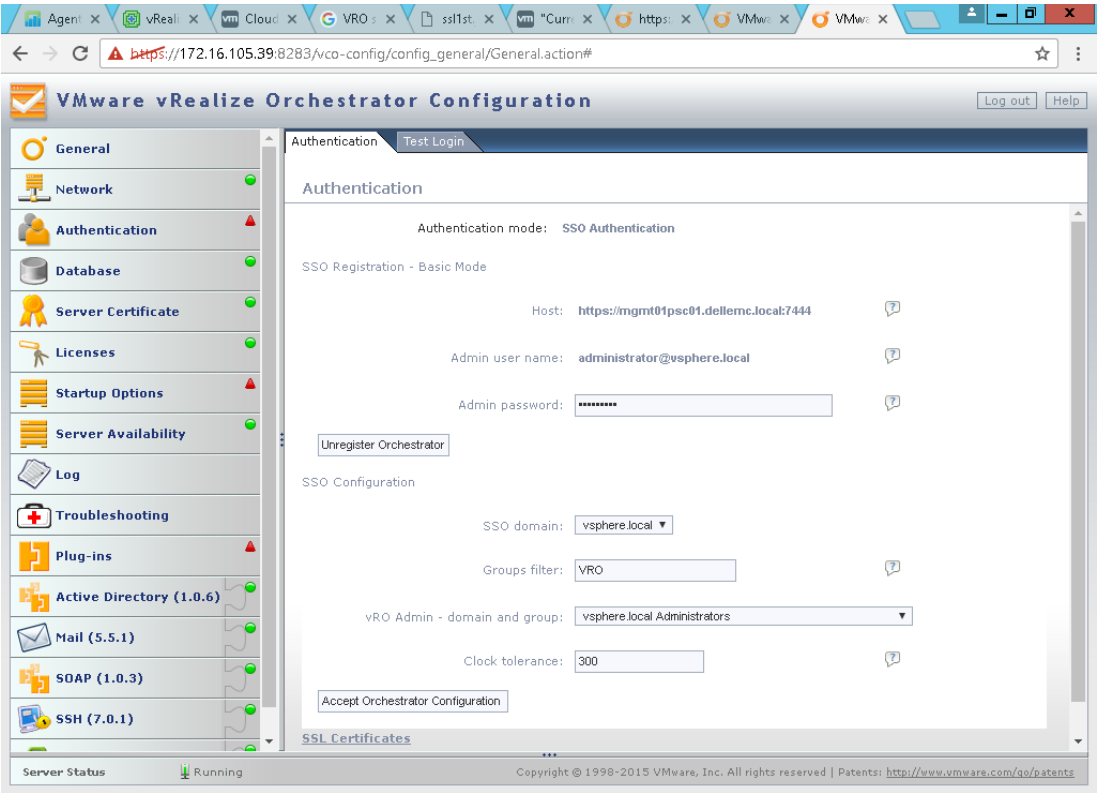 Agent
vReali
Cloud
VRO s
ssl1st.
"Curre
https:.
VMwa
VMwa
https://172.16.105.39:8283/vco-config/config_general/General.action#
VMware vRealize Orchestrator Configuration
Log out
Help
General
Network
Authentication
Database
Server Certificate
Licenses
Startup Options
Server Availability
Log
Troubleshooting
Plug-ins
Active Directory (1.0.6)
Mail (5.5.1)
SOAP (1.0.3)
SSH (7.0.1)
Authentication
Test Login
Authentication
Authentication mode: SSO Authentication
SSO Registration - Basic Mode
Host: https://mgmt01psc01.dellemc.local:7444
Admin user name: administrator@vsphere.local
Admin password: •••••••••
Unregister Orchestrator
SSO Configuration
SSO domain: vsphere.local
Groups filter: VRO
vRO Admin - domain and group: vsphere.local Administrators
Clock tolerance: 300
Accept Orchestrator Configuration
SSL Certificates
Server Status Running
Copyright © 1998-2015 VMware, Inc. All rights reserved | Patents: http://www.vmware.com/go/patents